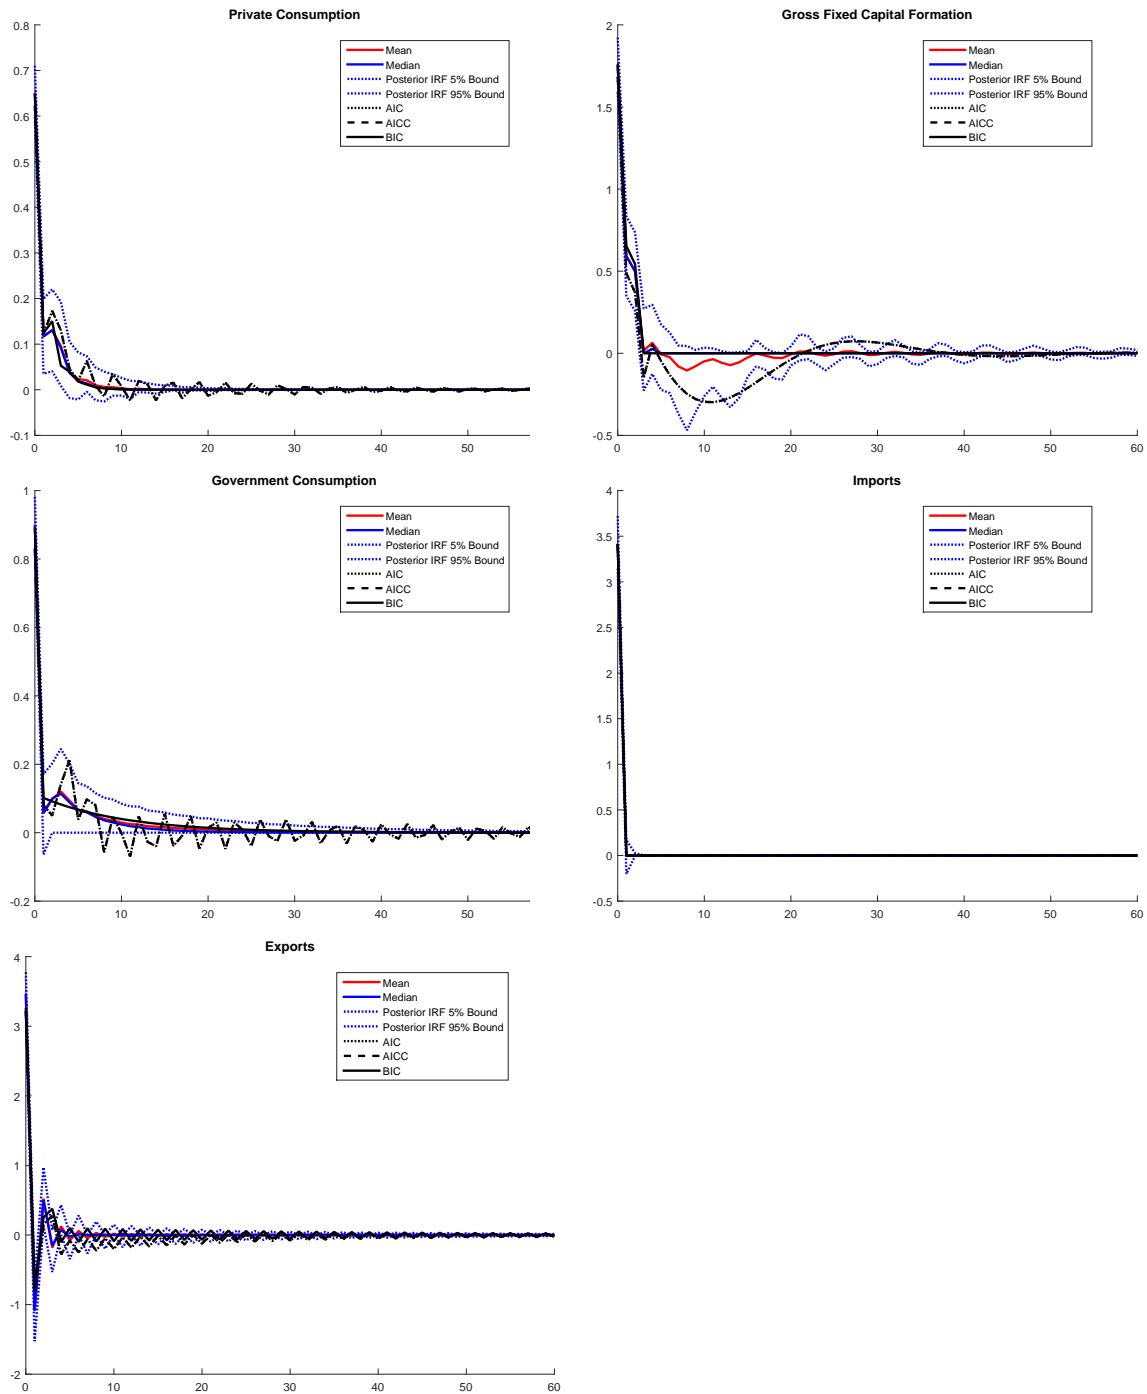 Private Consumption
0.8
0.7
0.6
0.5
0.4
0.3
0.2
0.1
0
-0.1
0 10 20 30 40 50
Mean
Median
Posterior IRF 5% Bound
Posterior IRF 95% Bound
AIC
AICC
BIC
Gross Fixed Capital Formation
2
1.5
1
0.5
0
-0.5
0 10 20 30 40 50 60
Mean
Median
Posterior IRF 5% Bound
Posterior IRF 95% Bound
AIC
AICC
BIC
Government Consumption
1
0.8
0.6
0.4
0.2
0
-0.2
0 10 20 30 40 50
Mean
Median
Posterior IRF 5% Bound
Posterior IRF 95% Bound
AIC
AICC
BIC
Imports
4
3.5
3
2.5
2
1.5
1
0.5
0
-0.5
0 10 20 30 40 50 60
Mean
Median
Posterior IRF 5% Bound
Posterior IRF 95% Bound
AIC
AICC
BIC
Exports
4
3
2
1
0
-1
-2
0 10 20 30 40 50 60
Mean
Median
Posterior IRF 5% Bound
Posterior IRF 95% Bound
AIC
AICC
BIC